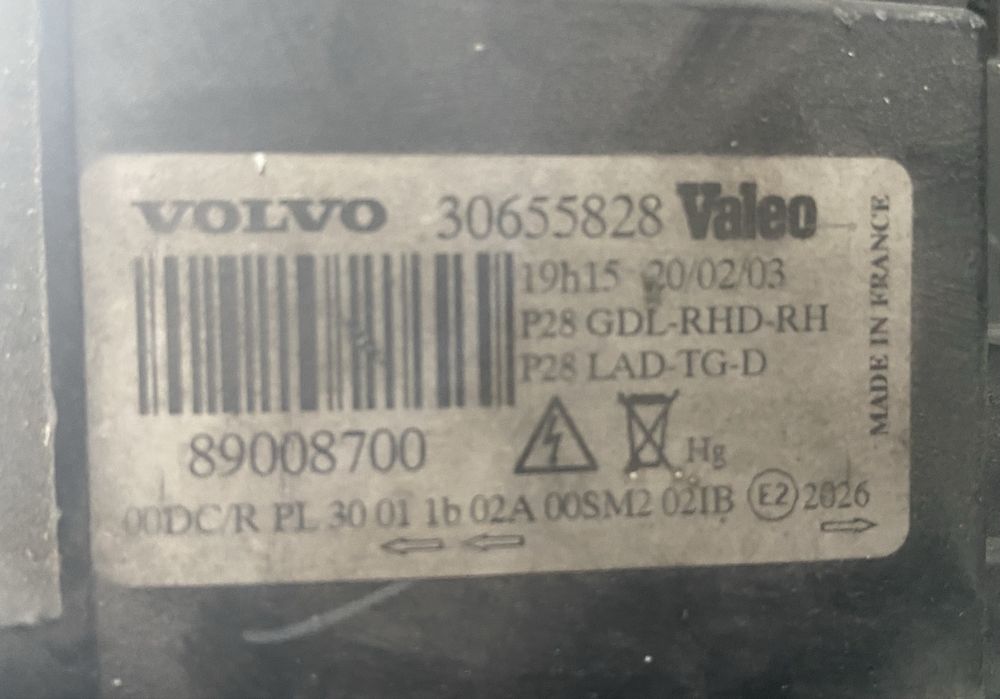 VOLVO 30655828 Valeo
19h15 20/02/03
P28 GDL-RHD-RH
P28 LAD-TG-D
89008700
Hg
00DC/R PL 30 01 1b 02A 00SM2 02IB E2 2026
MADE IN FRANCE